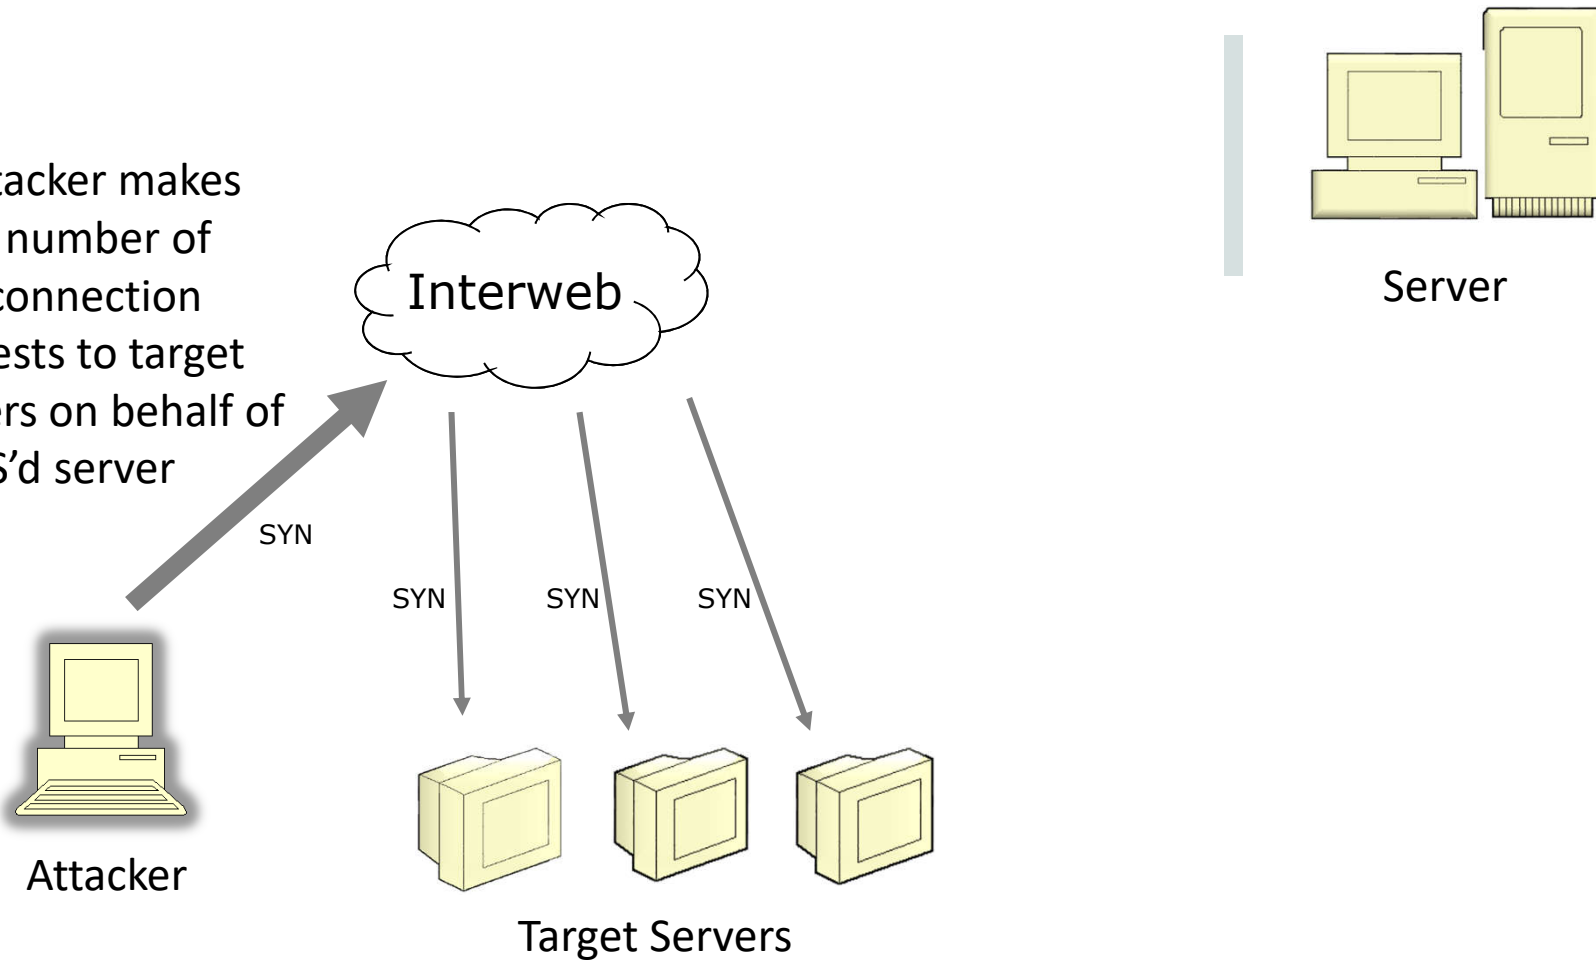 tacker makes
number of
connection
ests to target
ers on behalf of
S’d server
Interweb
Server
SYN
SYN
SYN
SYN
Attacker
Target Servers